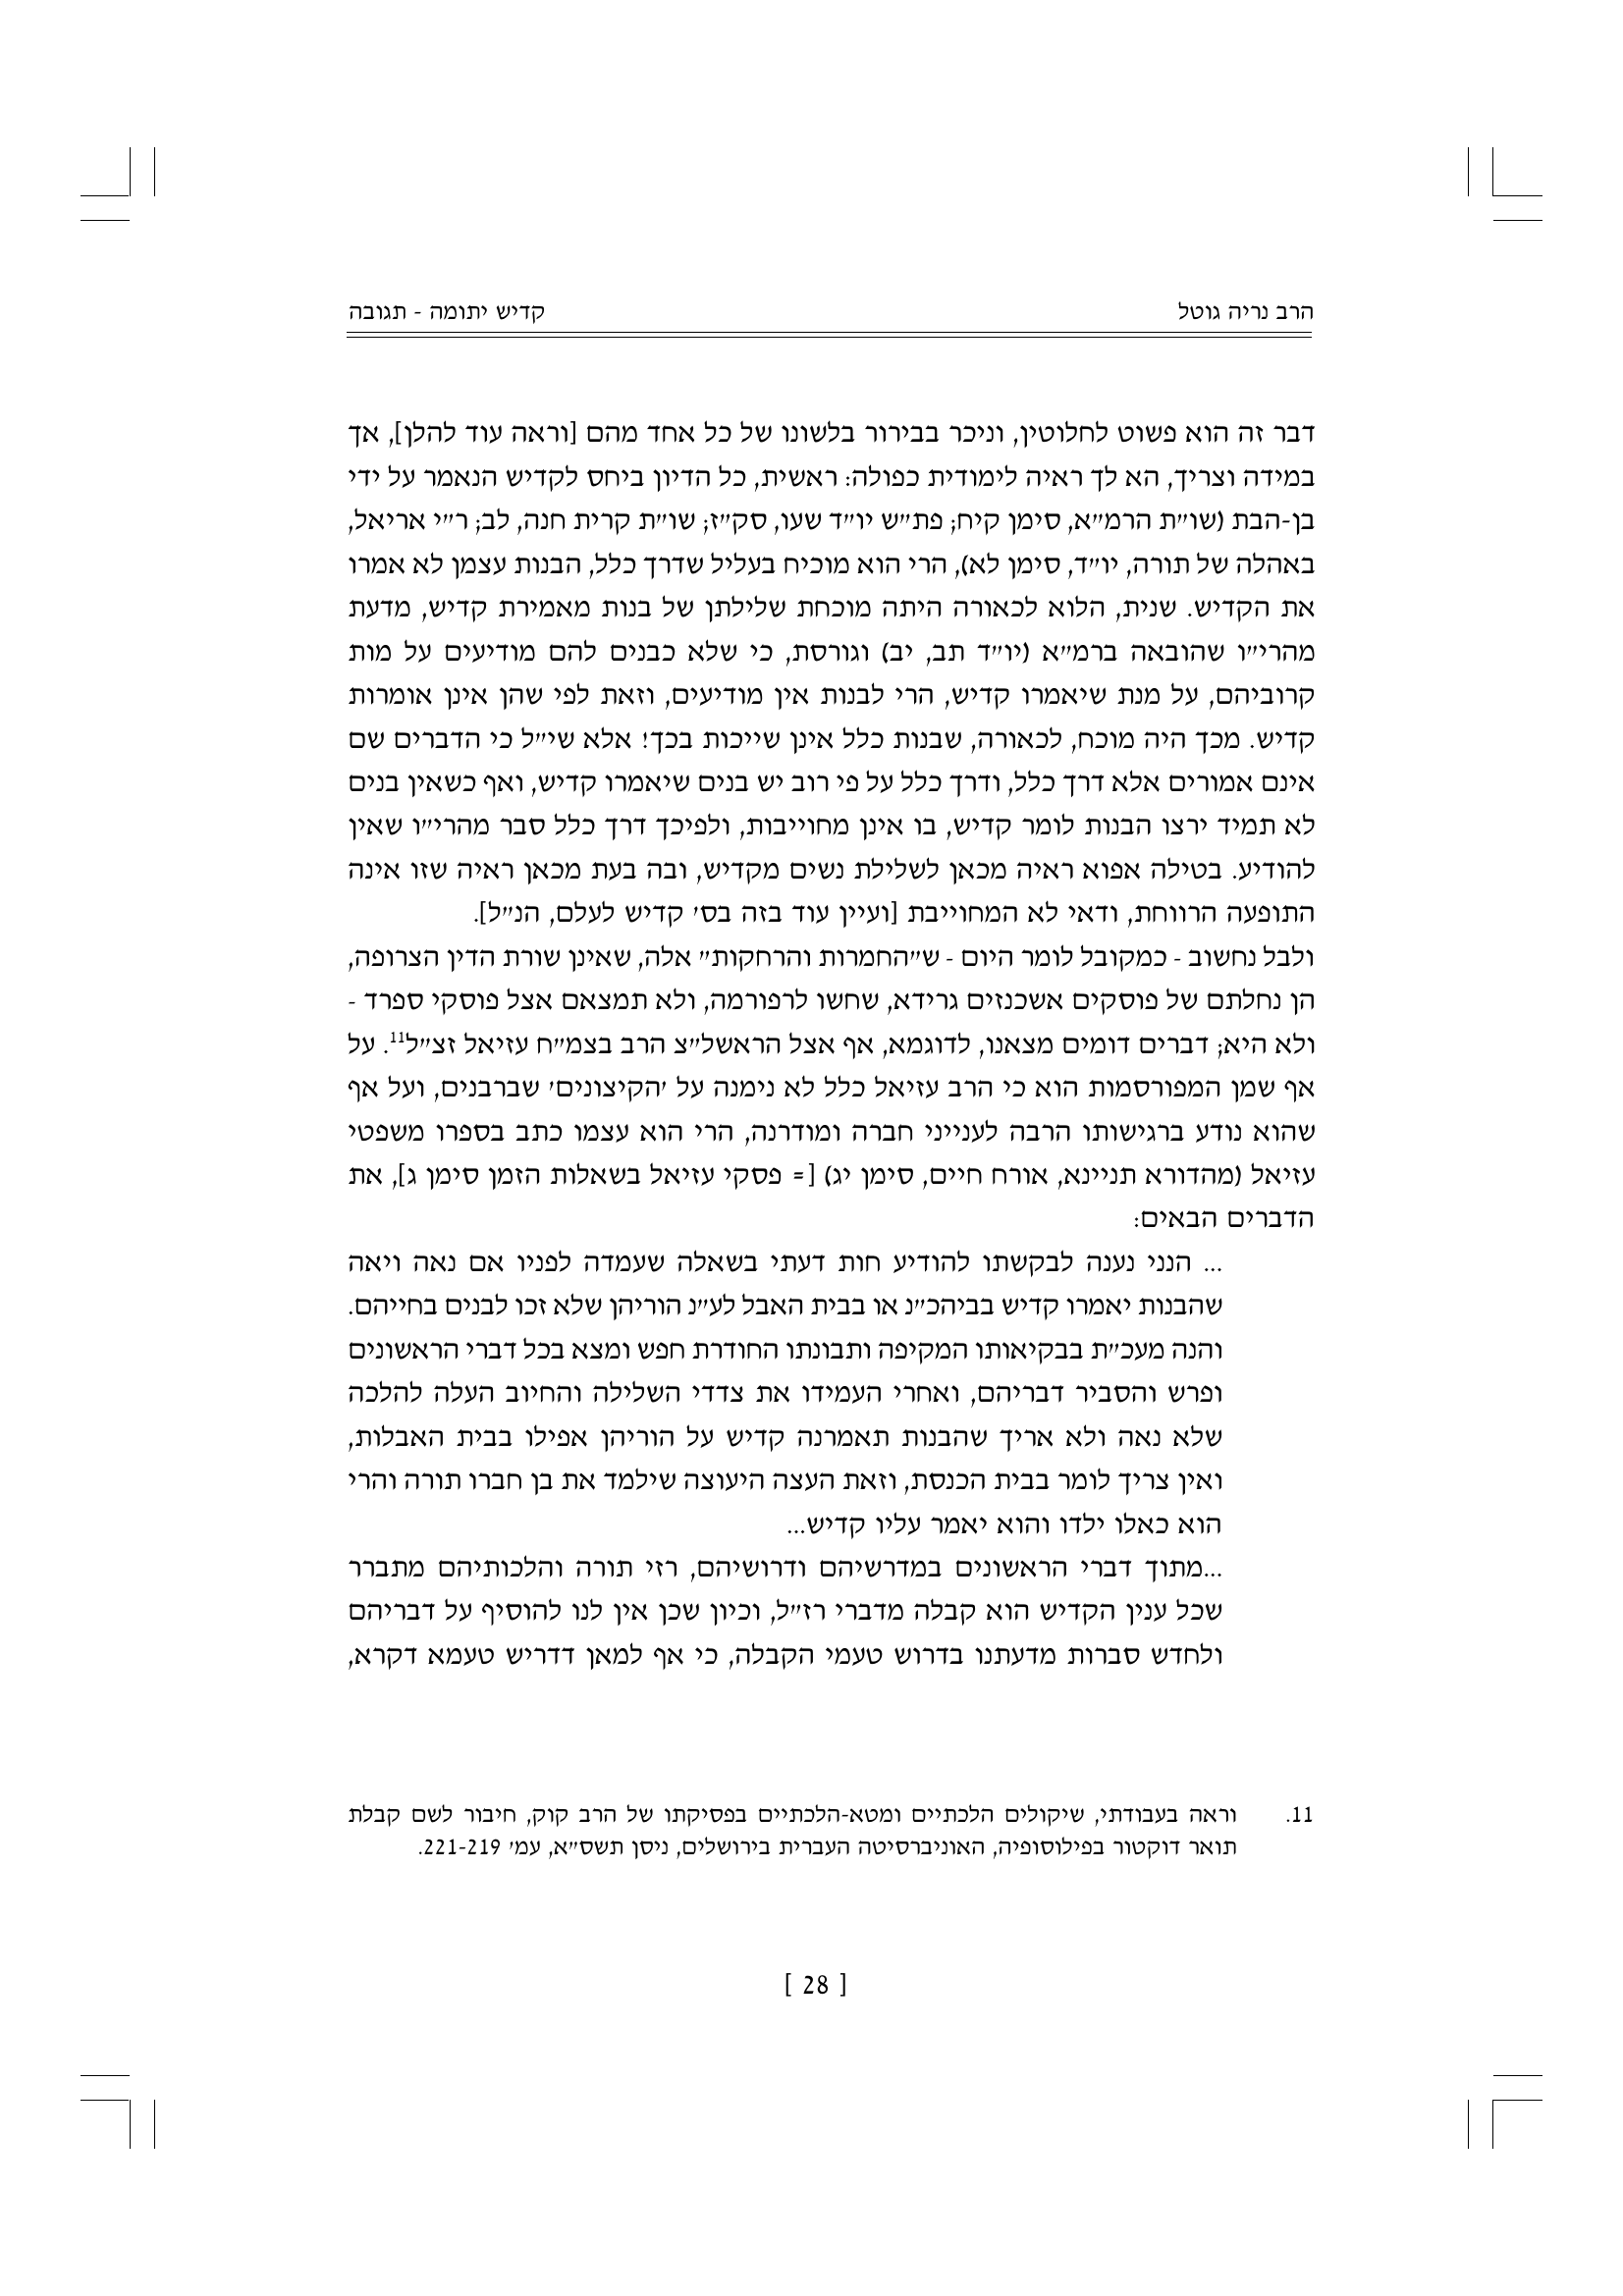 הרב נריה גוטל
קדיש יתומה - תגובה
דבר זה הוא פשוט לחלוטין, וניכר בבירור בלשונו של כל אחד מהם [וראה עוד להלן], אך
במידה וצריך, הא לך ראיה לימודית כפולה: ראשית, כל הדיון ביחס לקדיש הנאמר על ידי
בן-הבת (שו״ת הרמ״א, סימן קיח; פת״ש יו״ד שעו, סק״ז; שו״ת קרית חנה, לב; ר״י אריאל,
באהלה של תורה, יו״ד, סימן לא), הרי הוא מוכיח בעליל שדרך כלל, הבנות עצמן לא אמרו
את הקדיש. שנית, הלוא לכאורה היתה מוכחת שלילתן של בנות מאמירת קדיש, מדעת
מהרי״ו שהובאה ברמ״א (יו״ד תב, יב) וגורסת, כי שלא כבנים להם מודיעים על מות
קרוביהם, על מנת שיאמרו קדיש, הרי לבנות אין מודיעים, וזאת לפי שהן אינן אומרות
קדיש. מכך היה מוכח, לכאורה, שבנות כלל אינן שייכות בכך! אלא שי״ל כי הדברים שם
אינם אמורים אלא דרך כלל, ודרך כלל על פי רוב יש בנים שיאמרו קדיש, ואף כשאין בנים
לא תמיד ירצו הבנות לומר קדיש, בו אינן מחוייבות, ולפיכך דרך כלל סבר מהרי״ו שאין
להודיע. בטילה אפוא ראיה מכאן לשלילת נשים מקדיש, ובה בעת מכאן ראיה שזו אינה
התופעה הרווחת, ודאי לא המחוייבת [ועיין עוד בזה בס׳ קדיש לעלם, הנ״ל].
ולבל נחשוב - כמקובל לומר היום - ש״החמרות והרחקות״ אלה, שאינן שורת הדין הצרופה,
הן נחלתם של פוסקים אשכנזים גרידא, שחשו לרפורמה, ולא תמצאם אצל פוסקי ספרד -
ולא היא; דברים דומים מצאנו, לדוגמא, אף אצל הראשל״צ הרב בצמ״ח עזיאל זצ״ל11. על
אף שמן המפורסמות הוא כי הרב עזיאל כלל לא נימנה על ׳הקיצונים׳ שברבנים, ועל אף
שהוא נודע ברגישותו הרבה לענייני חברה ומודרנה, הרי הוא עצמו כתב בספרו משפטי
עזיאל (מהדורא תניינא, אורח חיים, סימן יג) [= פסקי עזיאל בשאלות הזמן סימן ג], את
הדברים הבאים:
... הנני נענה לבקשתו להודיע חות דעתי בשאלה שעמדה לפניו אם נאה ויאה
שהבנות יאמרו קדיש בביהכ״נ או בבית האבל לע״נ הוריהן שלא זכו לבנים בחייהם.
והנה מעכ״ת בבקיאותו המקיפה ותבונתו החודרת חפש ומצא בכל דברי הראשונים
ופרש והסביר דבריהם, ואחרי העמידו את צדדי השלילה והחיוב העלה להלכה
שלא נאה ולא אריך שהבנות תאמרנה קדיש על הוריהן אפילו בבית האבלות,
ואין צריך לומר בבית הכנסת, וזאת העצה היעוצה שילמד את בן חברו תורה והרי
הוא כאלו ילדו והוא יאמר עליו קדיש...
...מתוך דברי הראשונים במדרשיהם ודרושיהם, רזי תורה והלכותיהם מתברר
שכל ענין הקדיש הוא קבלה מדברי רז״ל, וכיון שכן אין לנו להוסיף על דבריהם
ולחדש סברות מדעתנו בדרוש טעמי הקבלה, כי אף למאן דדריש טעמא דקרא,
11. וראה בעבודתי, שיקולים הלכתיים ומטא-הלכתיים בפסיקתו של הרב קוק, חיבור לשם קבלת
תואר דוקטור בפילוסופיה, האוניברסיטה העברית בירושלים, ניסן תשס״א, עמ׳ 221-219.
[ 28 ]